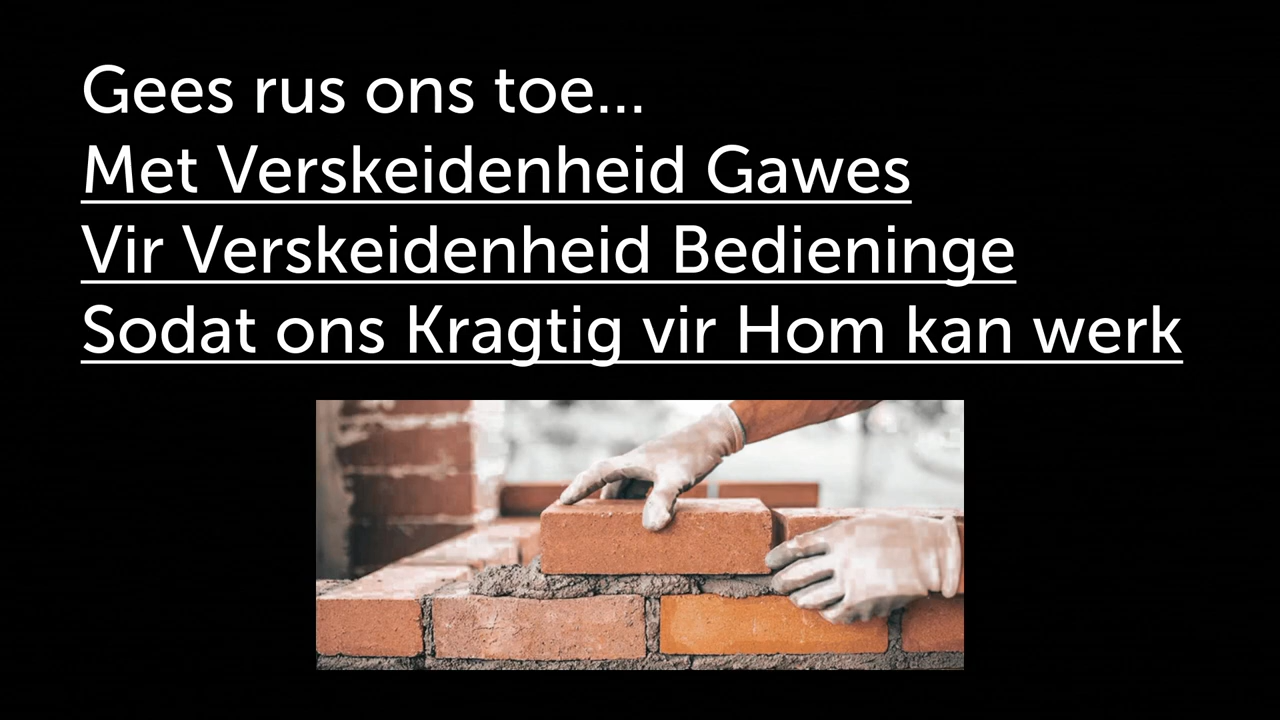 Gees rus ons toe...
Met Verskeidenheid Gawes
Vir Verskeidenheid Bedieninge
Sodat ons Kragtig vir Hom kan werk